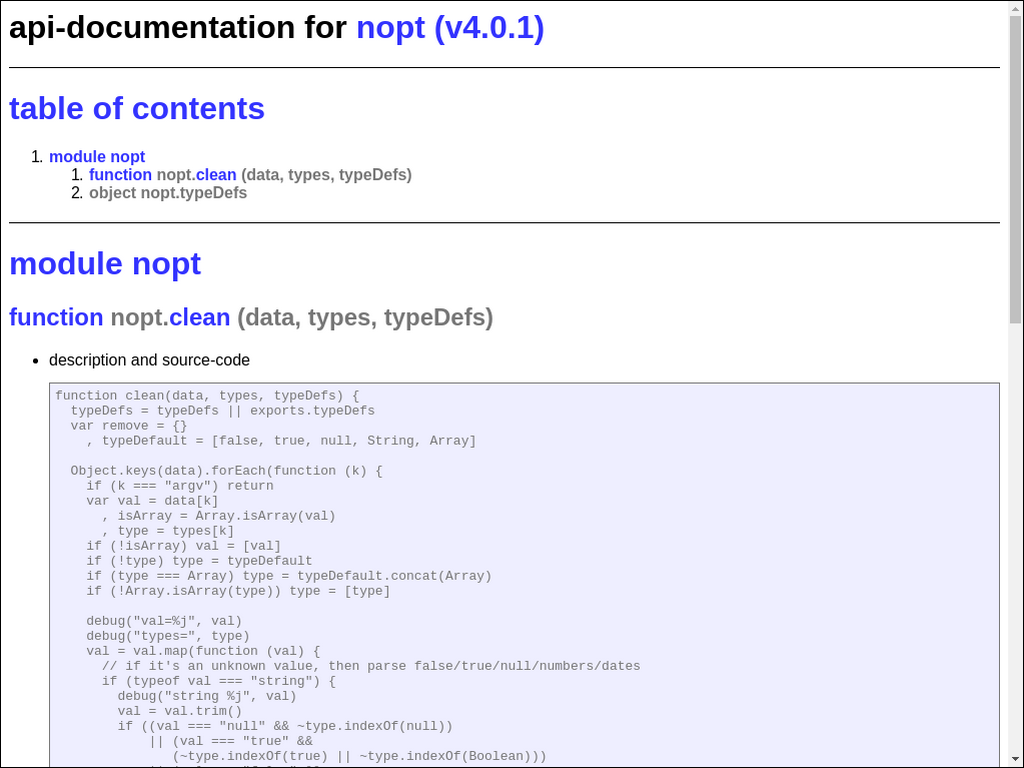 api-documentation for nopt (v4.0.1)
table of contents
1. module nopt
1. function nopt.clean (data, types, typeDefs)
2. object nopt.typeDefs
module nopt
function nopt.clean (data, types, typeDefs)
• description and source-code
function clean(data, types, typeDefs) {
  typeDefs = typeDefs || exports.typeDefs
  var remove = {}
    , typeDefault = [false, true, null, String, Array]
  Object.keys(data).forEach(function (k) {
    if (k === "argv") return
    var val = data[k]
      , isArray = Array.isArray(val)
      , type = types[k]
    if (!isArray) val = [val]
    if (!type) type = typeDefault
    if (type === Array) type = typeDefault.concat(Array)
    if (!Array.isArray(type)) type = [type]
    debug("val=%j", val)
    debug("types=", type)
    val = val.map(function (val) {
      // if it's an unknown value, then parse false/true/null/numbers/dates
      if (typeof val === "string") {
        debug("string %j", val)
        val = val.trim()
        if ((val === "null" && ~type.indexOf(null))
            || (val === "true" &&
               (~type.indexOf(true) || ~type.indexOf(Boolean)))